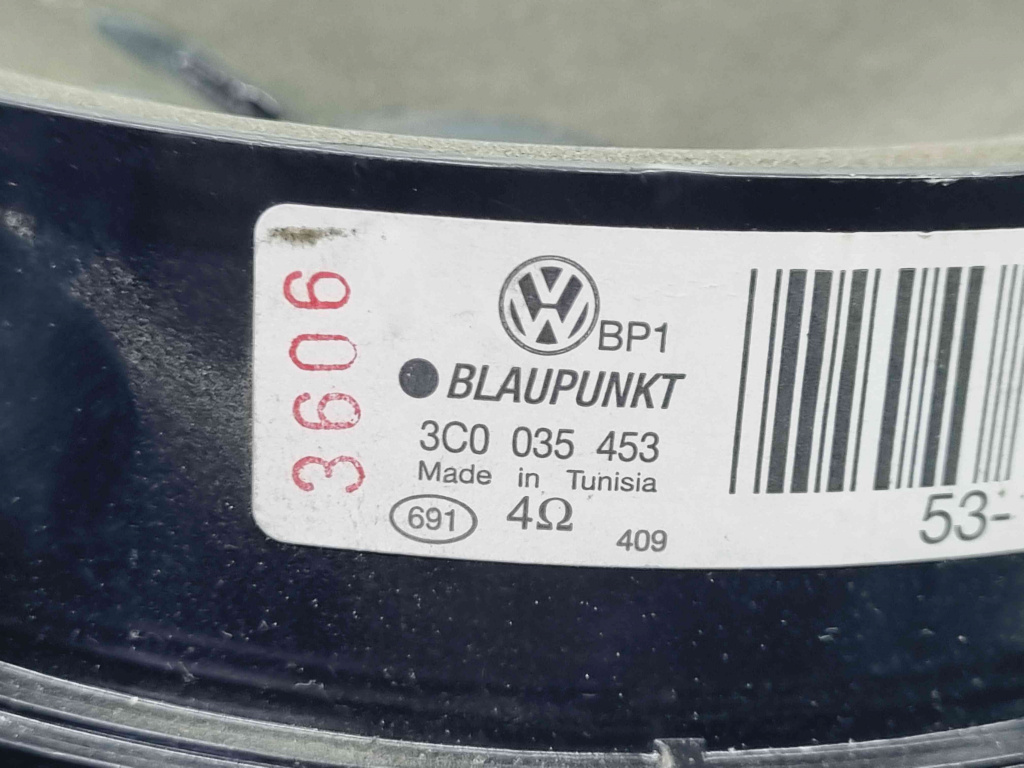 3606
BP1
BLAUPUNKT
3C0 035 453
Made in Tunisia
691 4Ω
409
53-